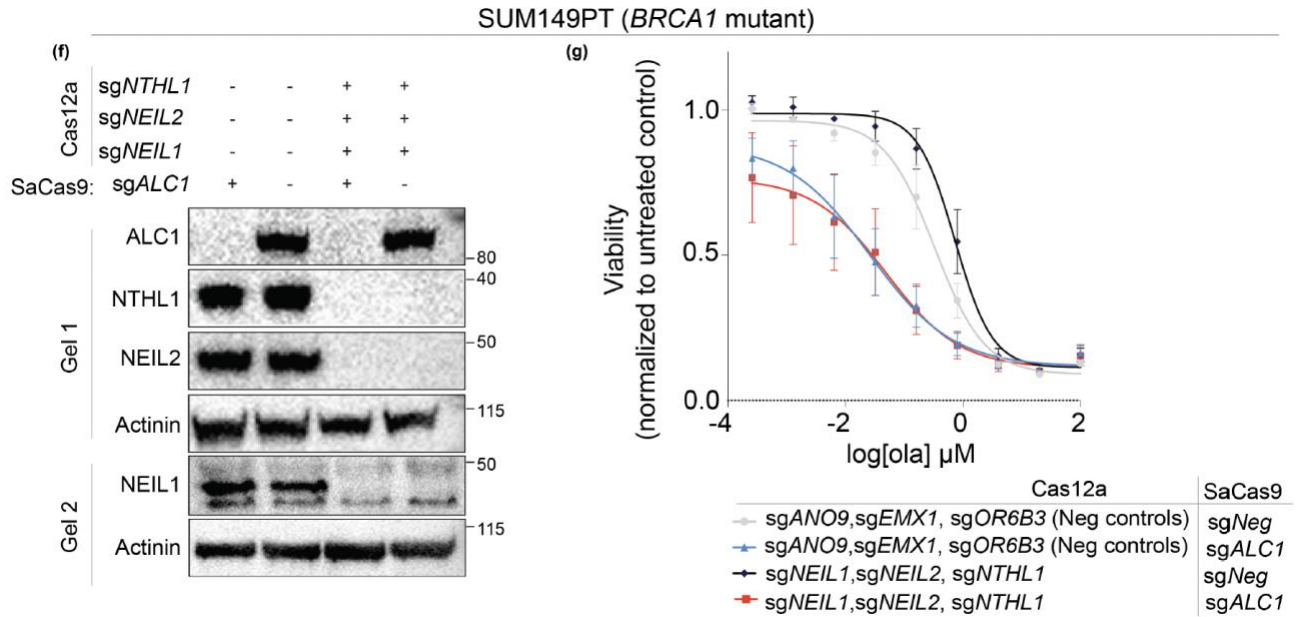 SUM149PT (BRCA1 mutant)
(f)
Cas12a
sgNTHL1 - - + +
sgNEIL2 - - + +
sgNEIL1 - - + +
SaCas9: sgALC1 + - + -
Gel 1
ALC1
80
40
NTHL1
NEIL2
50
Actinin
115
Gel 2
50
NEIL1
Actinin
115
(g)
Viability
(normalized to untreated control)
1.0
0.5
0.0
-4 -2 0 2
log[ola] μM
Cas12a SaCas9
sgANO9,sgEMX1, sgOR6B3 (Neg controls) sgNeg
sgANO9,sgEMX1, sgOR6B3 (Neg controls) sgALC1
sgNEIL1,sgNEIL2, sgNTHL1 sgNeg
sgNEIL1,sgNEIL2, sgNTHL1 sgALC1